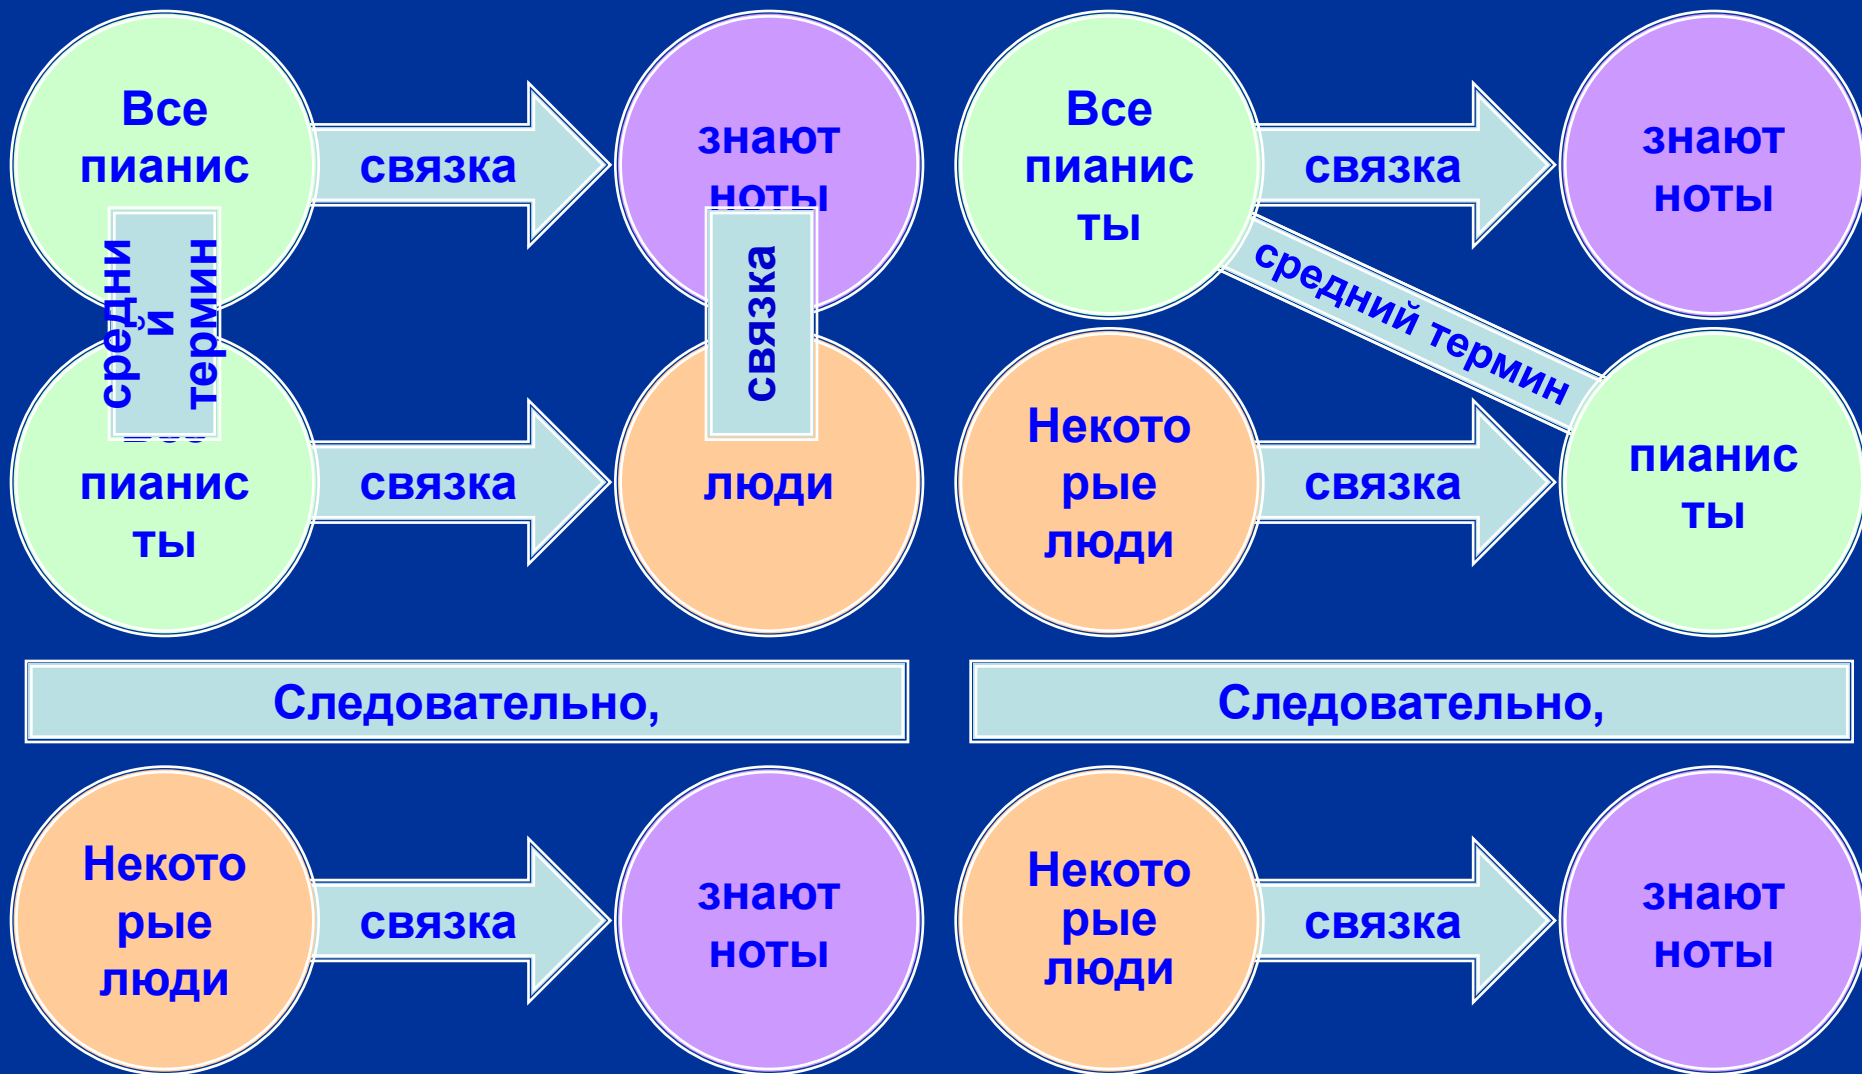 Все
пианис
связка
знают
ноты
средни
й
термин
связка
пианис
ты
связка
люди
Следовательно,
Некото
рые
люди
связка
знают
ноты
Все
пианис
ты
связка
знают
ноты
средний термин
Некото
рые
люди
связка
пианис
ты
Следовательно,
Некото
рые
люди
связка
знают
ноты